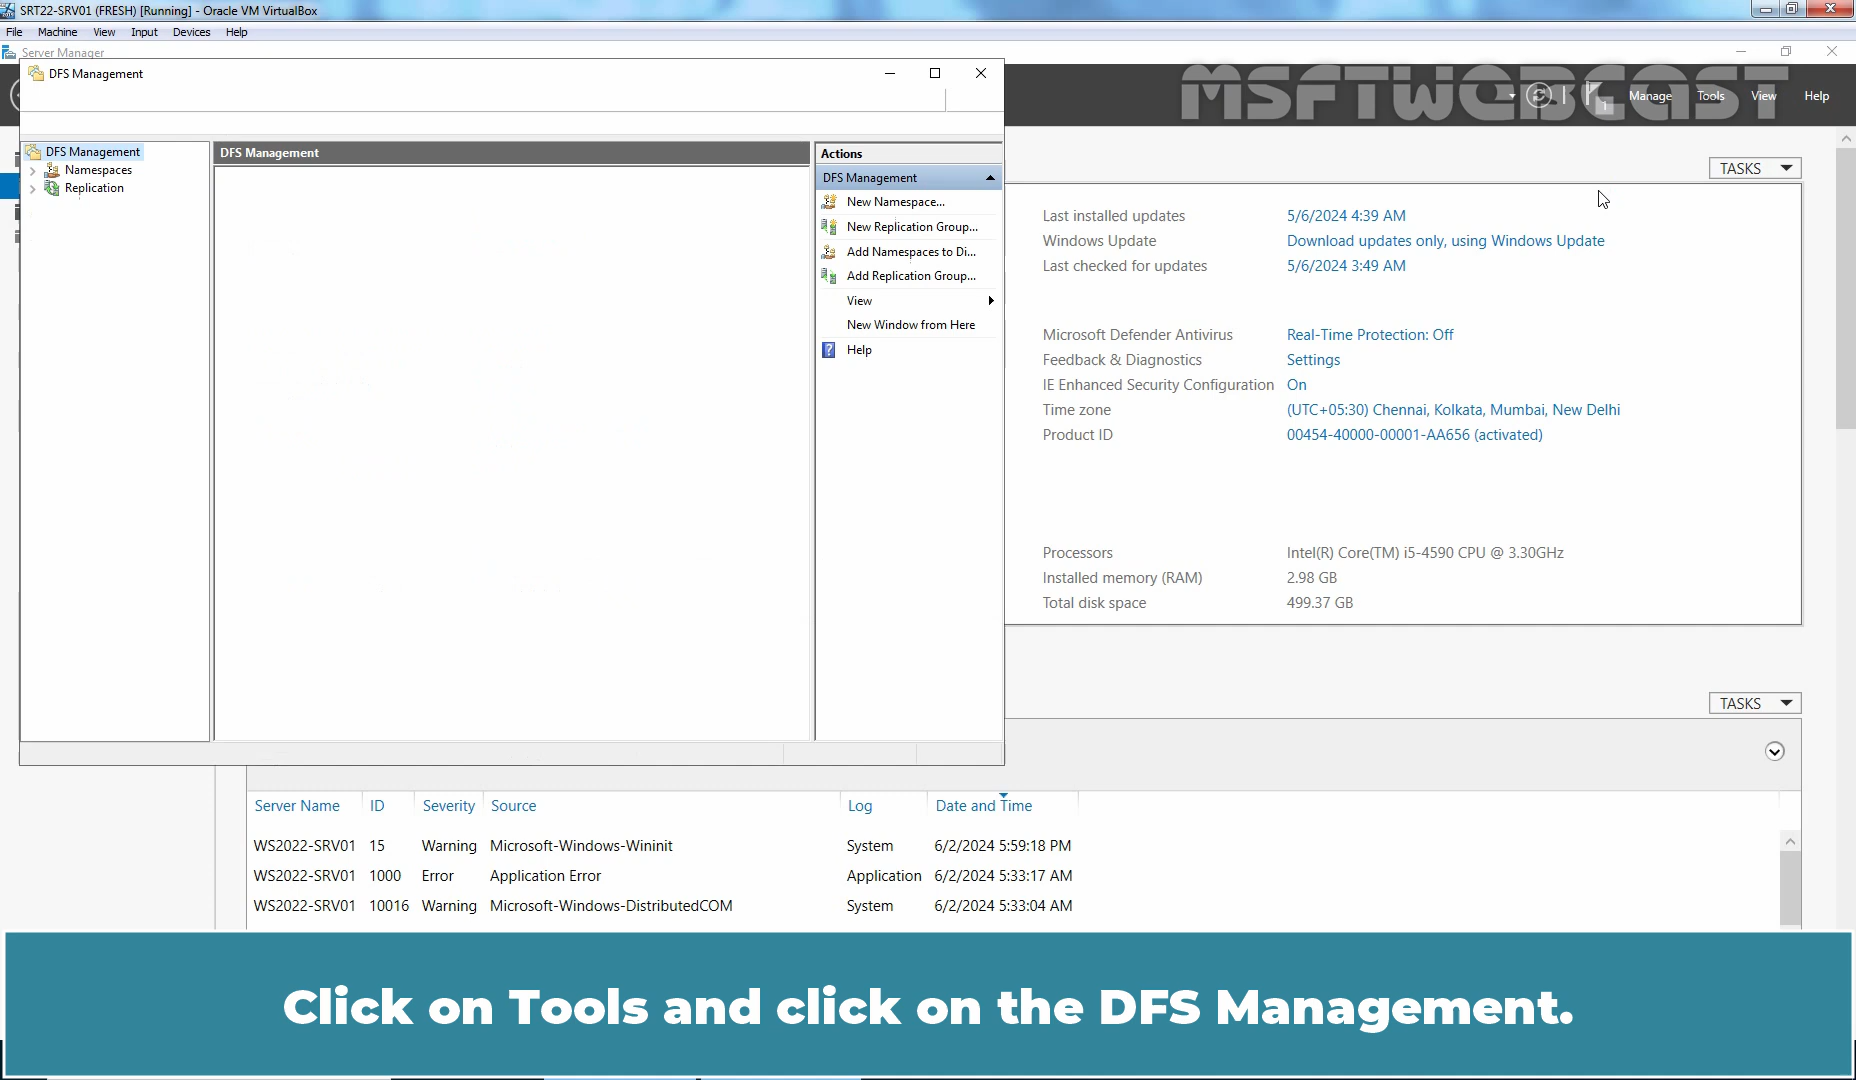 SRT22-SRV01 (FRESH) [Running] - Oracle VM VirtualBox
File Machine View Input Devices Help
Server Manager
DFS Management
MSFTWEBCAST
1 Manage Tools View Help
DFS Management
Namespaces
Replication
DFS Management
Actions
DFS Management
New Namespace...
New Replication Group...
Add Namespaces to Di...
Add Replication Group...
View
New Window from Here
Help
TASKS
Last installed updates 5/6/2024 4:39 AM
Windows Update Download updates only, using Windows Update
Last checked for updates 5/6/2024 3:49 AM
Microsoft Defender Antivirus Real-Time Protection: Off
Feedback & Diagnostics Settings
IE Enhanced Security Configuration On
Time zone (UTC+05:30) Chennai, Kolkata, Mumbai, New Delhi
Product ID 00454-40000-00001-AA656 (activated)
Processors Intel(R) Core(TM) i5-4590 CPU @ 3.30GHz
Installed memory (RAM) 2.98 GB
Total disk space 499.37 GB
TASKS
Server Name ID Severity Source Log Date and Time
WS2022-SRV01 15 Warning Microsoft-Windows-Wininit System 6/2/2024 5:59:18 PM
WS2022-SRV01 1000 Error Application Error Application 6/2/2024 5:33:17 AM
WS2022-SRV01 10016 Warning Microsoft-Windows-DistributedCOM System 6/2/2024 5:33:04 AM
Click on Tools and click on the DFS Management.